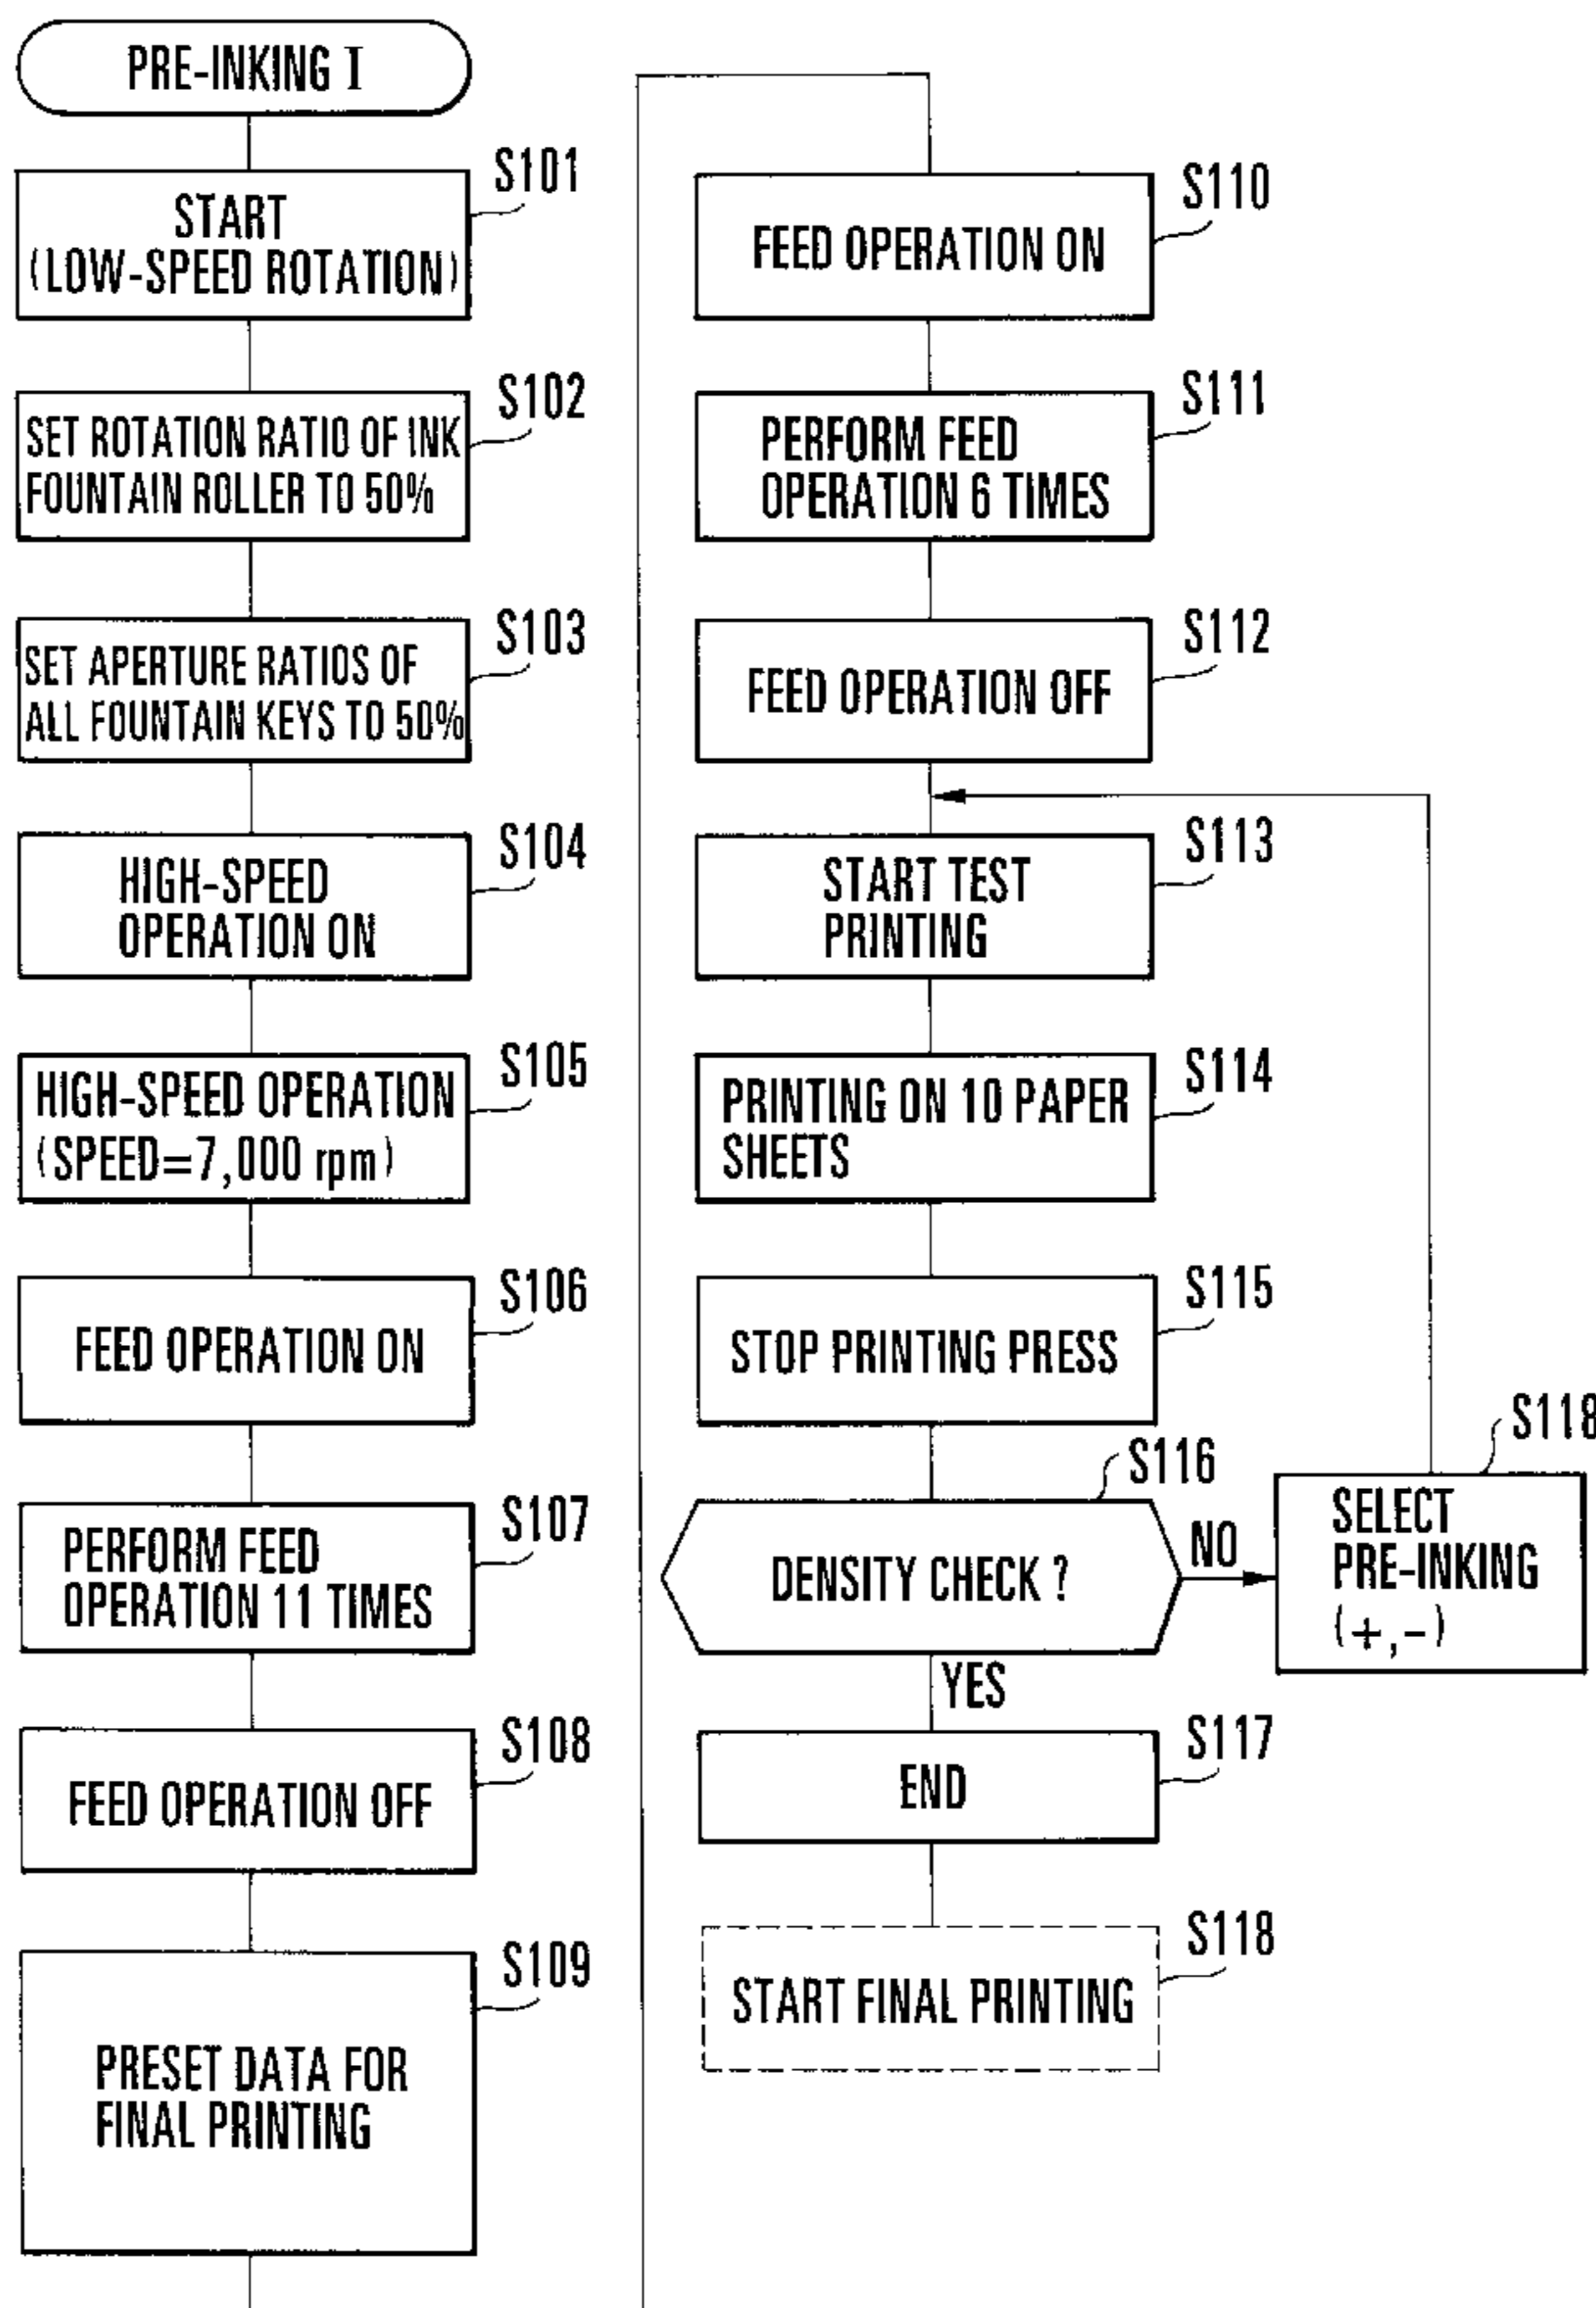 PRE-INKING I
S101
START
(LOW-SPEED ROTATION)
S102
SET ROTATION RATIO OF INK
FOUNTAIN ROLLER TO 50%
S103
SET APERTURE RATIOS OF
ALL FOUNTAIN KEYS TO 50%
S104
HIGH-SPEED
OPERATION ON
S105
HIGH-SPEED OPERATION
(SPEED=7,000 rpm)
S106
FEED OPERATION ON
S107
PERFORM FEED
OPERATION 11 TIMES
S108
FEED OPERATION OFF
S109
PRESET DATA FOR
FINAL PRINTING
S110
FEED OPERATION ON
S111
PERFORM FEED
OPERATION 6 TIMES
S112
FEED OPERATION OFF
S113
START TEST
PRINTING
S114
PRINTING ON 10 PAPER
SHEETS
S115
STOP PRINTING PRESS
S116
DENSITY CHECK ?
NO
S118
SELECT
PRE-INKING
(+,-)
YES
S117
END
S118
START FINAL PRINTING